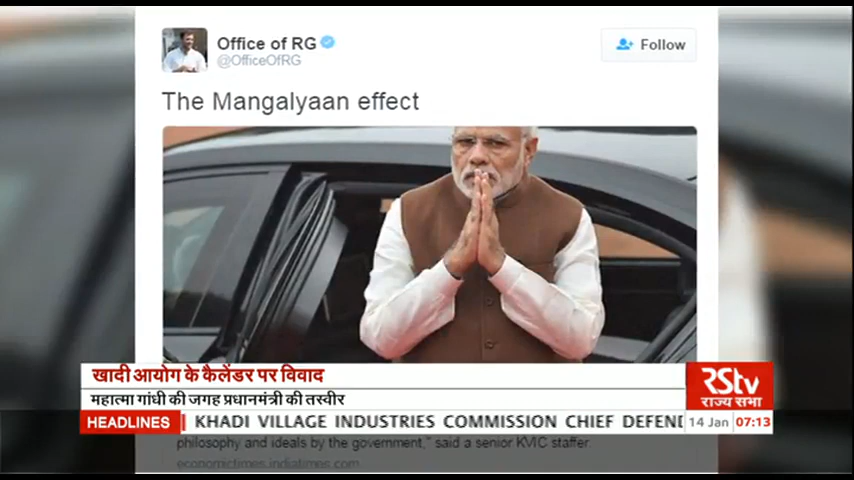 Office of RG
@OfficeOfRG
Follow
The Mangalyaan effect
खादी आयोग के कैलेंडर पर विवाद
महात्मा गांधी की जगह प्रधानमंत्री की तस्वीर
RStv
राज्य सभा
HEADLINES
KHADI VILLAGE INDUSTRIES COMMISSION CHIEF DEFEND
14 Jan
07:13
philosophy and ideals by the government," said a senior KVIC staffer
economictimes.indiatimes.com